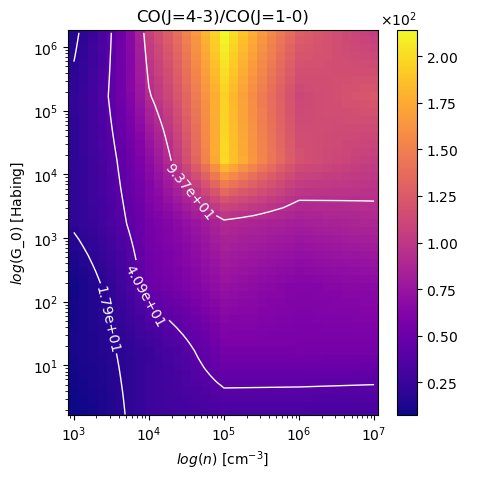 CO(J=4-3)/CO(J=1-0)
×10²
10⁶
10⁵
10⁴
10³
10²
10¹
log(G_0) [Habing]
9.37e+01
4.09e+01
1.79e+01
10³ 10⁴ 10⁵ 10⁶ 10⁷
log(n) [cm⁻³]
2.00
1.75
1.50
1.25
1.00
0.75
0.50
0.25